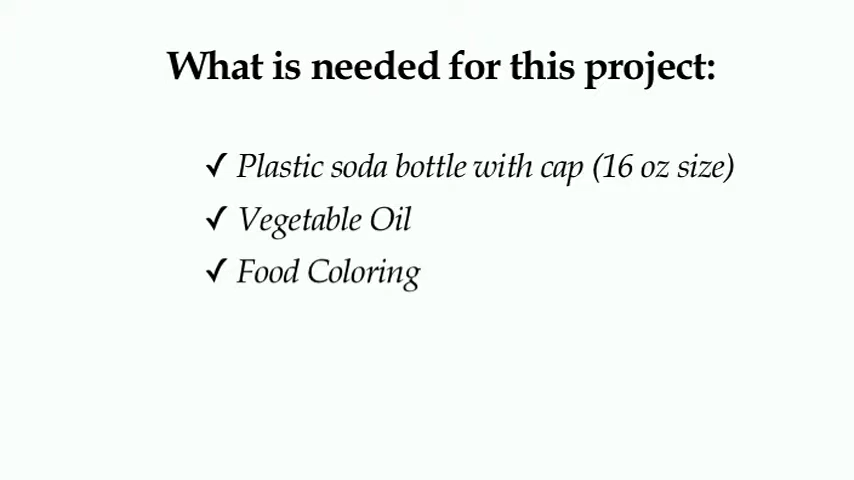 What is needed for this project:
✓ Plastic soda bottle with cap (16 oz size)
✓ Vegetable Oil
✓ Food Coloring